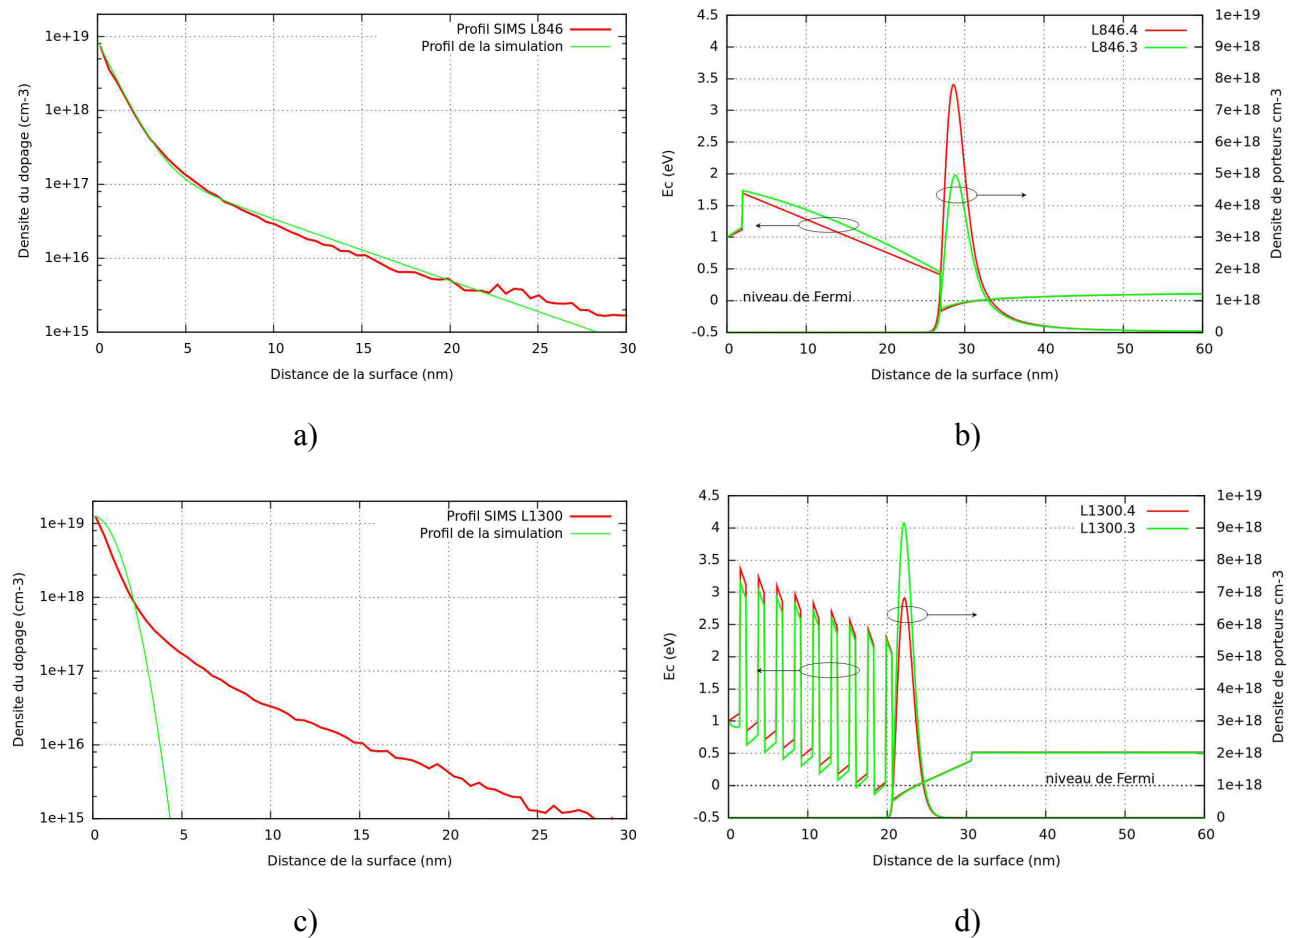 Profil SIMS L846
Profil de la simulation
1e+19
1e+18
1e+17
1e+16
1e+15
Densite du dopage (cm-3)
0 5 10 15 20 25 30
Distance de la surface (nm)
a)
L846.4
L846.3
4.5
4
3.5
3
2.5
2
1.5
1
0.5
0
-0.5
Ec (eV)
niveau de Fermi
1e+19
9e+18
8e+18
7e+18
6e+18
5e+18
4e+18
3e+18
2e+18
1e+18
0
Densite de porteurs cm-3
0 10 20 30 40 50 60
Distance de la surface (nm)
b)
Profil SIMS L1300
Profil de la simulation
1e+19
1e+18
1e+17
1e+16
1e+15
Densite du dopage (cm-3)
0 5 10 15 20 25 30
Distance de la surface (nm)
c)
L1300.4
L1300.3
4.5
4
3.5
3
2.5
2
1.5
1
0.5
0
-0.5
Ec (eV)
niveau de Fermi
1e+19
9e+18
8e+18
7e+18
6e+18
5e+18
4e+18
3e+18
2e+18
1e+18
0
Densite de porteurs cm-3
0 10 20 30 40 50 60
Distance de la surface (nm)
d)